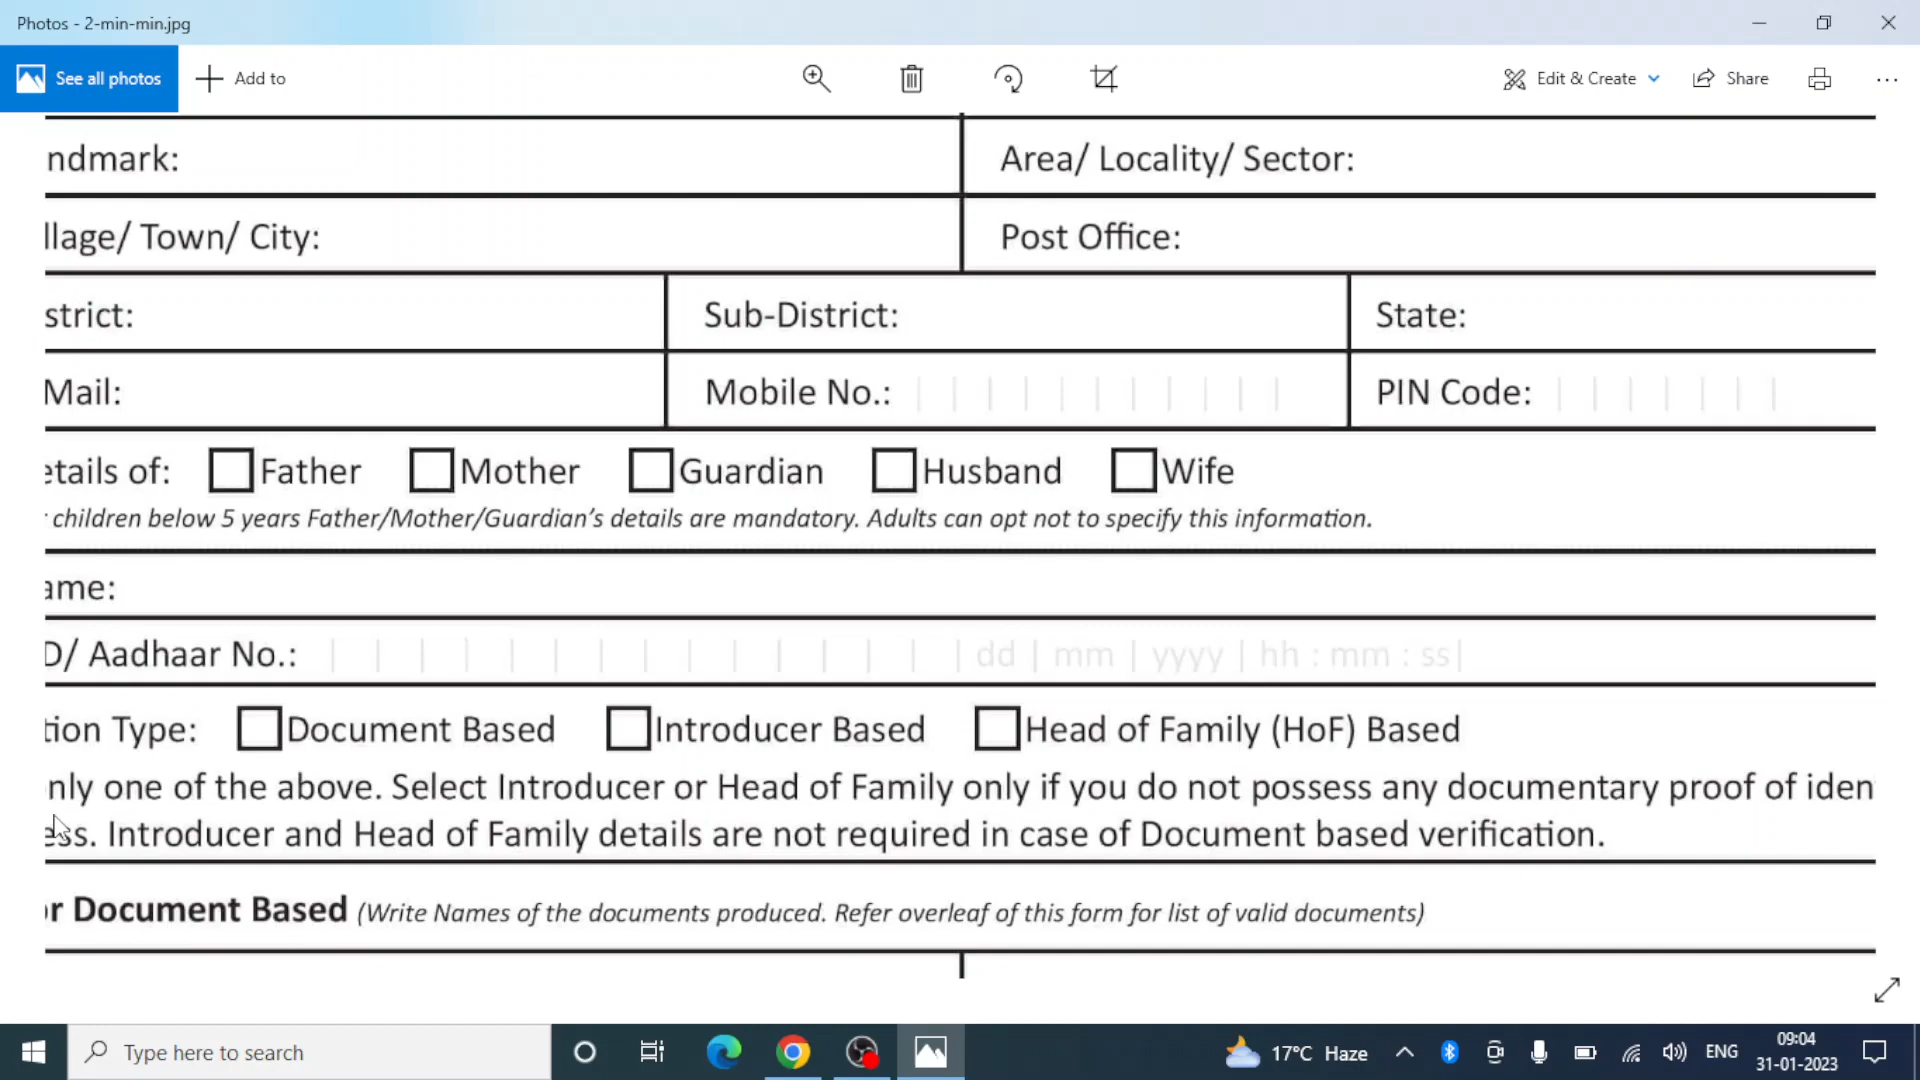 Photos - 2-min-min.jpg
See all photos Add to Edit & Create Share
ndmark: Area/ Locality/ Sector:
llage/ Town/ City: Post Office:
strict: Sub-District: State:
Mail: Mobile No.: PIN Code:
etails of: Father Mother Guardian Husband Wife
r children below 5 years Father/Mother/Guardian's details are mandatory. Adults can opt not to specify this information.
ame:
D/ Aadhaar No.: | dd | mm | yyyy | hh : mm : ss |
tion Type: Document Based Introducer Based Head of Family (HoF) Based
nly one of the above. Select Introducer or Head of Family only if you do not possess any documentary proof of iden
ess. Introducer and Head of Family details are not required in case of Document based verification.
or Document Based (Write Names of the documents produced. Refer overleaf of this form for list of valid documents)
Type here to search 17°C Haze ENG 09:04
31-01-2023